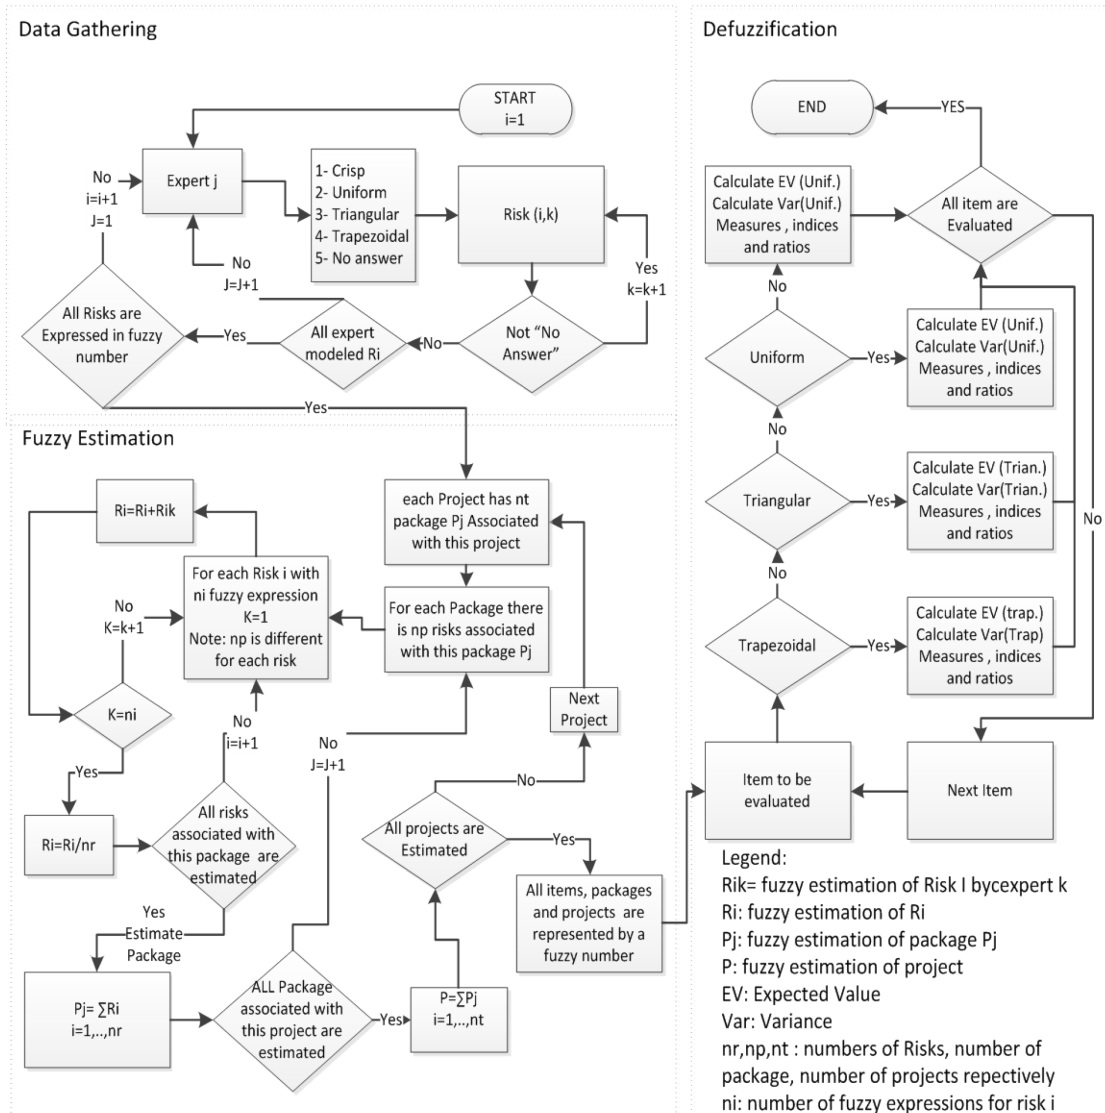 Data Gathering
START
i=1
Expert j
1- Crisp
2- Uniform
3- Triangular
4- Trapezoidal
5- No answer
Risk (i,k)
No
i=i+1
J=1
No
J=J+1
Yes
k=k+1
All Risks are
Expressed in fuzzy
number
Yes
All expert
modeled Ri
No
Not “No
Answer”
Yes
Fuzzy Estimation
Ri=Ri+Rik
For each Risk i with
ni fuzzy expression
K=1
Note: np is different
for each risk
each Project has nt
package Pj Associated
with this project
For each Package there
is np risks associated
with this package Pj
No
K=k+1
K=ni
Yes
Ri=Ri/nr
No
i=i+1
All risks
associated with
this package are
estimated
Yes
Estimate
Package
Pj= ∑Ri
i=1,..,nr
No
J=J+1
ALL Package
associated with
this project are
estimated
Yes
P=∑Pj
i=1,..,nt
All projects are
Estimated
No
Next
Project
Yes
All items, packages
and projects are
represented by a
fuzzy number
Defuzzification
END
YES
Calculate EV (Unif.)
Calculate Var(Unif.)
Measures , indices
and ratios
All item are
Evaluated
No
Uniform
Yes
Calculate EV (Unif.)
Calculate Var(Unif.)
Measures , indices
and ratios
No
Triangular
Yes
Calculate EV (Trian.)
Calculate Var(Trian.)
Measures , indices
and ratios
No
No
Trapezoidal
Yes
Calculate EV (trap.)
Calculate Var(Trap)
Measures , indices
and ratios
Item to be
evaluated
Next Item
Legend:
Rik= fuzzy estimation of Risk I bycexpert k
Ri: fuzzy estimation of Ri
Pj: fuzzy estimation of package Pj
P: fuzzy estimation of project
EV: Expected Value
Var: Variance
nr,np,nt : numbers of Risks, number of
package, number of projects repectively
ni: number of fuzzy expressions for risk i